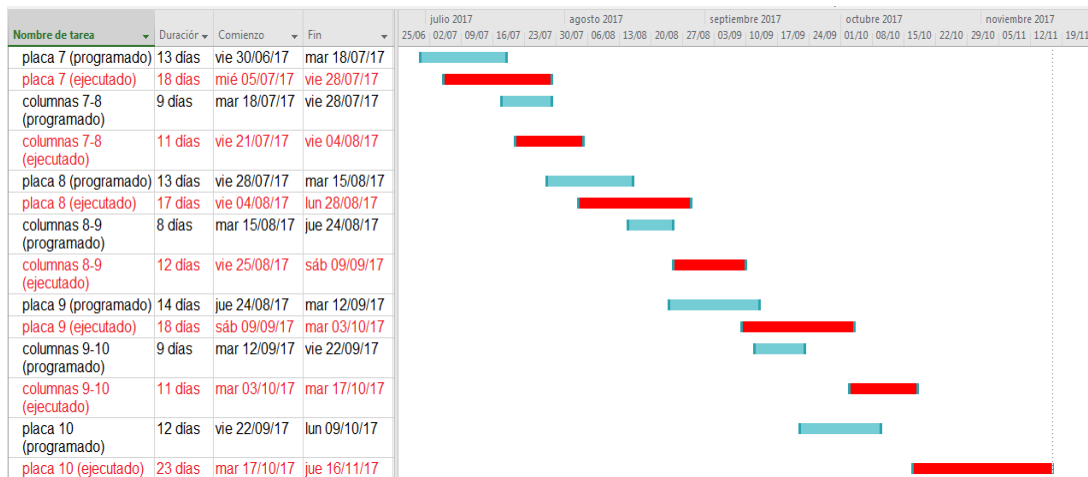 julio 2017 agosto 2017 septiembre 2017 octubre 2017 noviembre 2017
Nombre de tarea Duración Comienzo Fin 25/06 02/07 09/07 16/07 23/07 30/07 06/08 13/08 20/08 27/08 03/09 10/09 17/09 24/09 01/10 08/10 15/10 22/10 29/10 05/11 12/11 19/11
placa 7 (programado) 13 días vie 30/06/17 mar 18/07/17
placa 7 (ejecutado) 18 días mié 05/07/17 vie 28/07/17
columnas 7-8 9 días mar 18/07/17 vie 28/07/17
(programado)
columnas 7-8 11 días vie 21/07/17 vie 04/08/17
(ejecutado)
placa 8 (programado) 13 días vie 28/07/17 mar 15/08/17
placa 8 (ejecutado) 17 días vie 04/08/17 lun 28/08/17
columnas 8-9 8 días mar 15/08/17 jue 24/08/17
(programado)
columnas 8-9 12 días vie 25/08/17 sáb 09/09/17
(ejecutado)
placa 9 (programado) 14 días jue 24/08/17 mar 12/09/17
placa 9 (ejecutado) 18 días sáb 09/09/17 mar 03/10/17
columnas 9-10 9 días mar 12/09/17 vie 22/09/17
(programado)
columnas 9-10 11 días mar 03/10/17 mar 17/10/17
(ejecutado)
placa 10 12 días vie 22/09/17 lun 09/10/17
(programado)
placa 10 (ejecutado) 23 días mar 17/10/17 jue 16/11/17